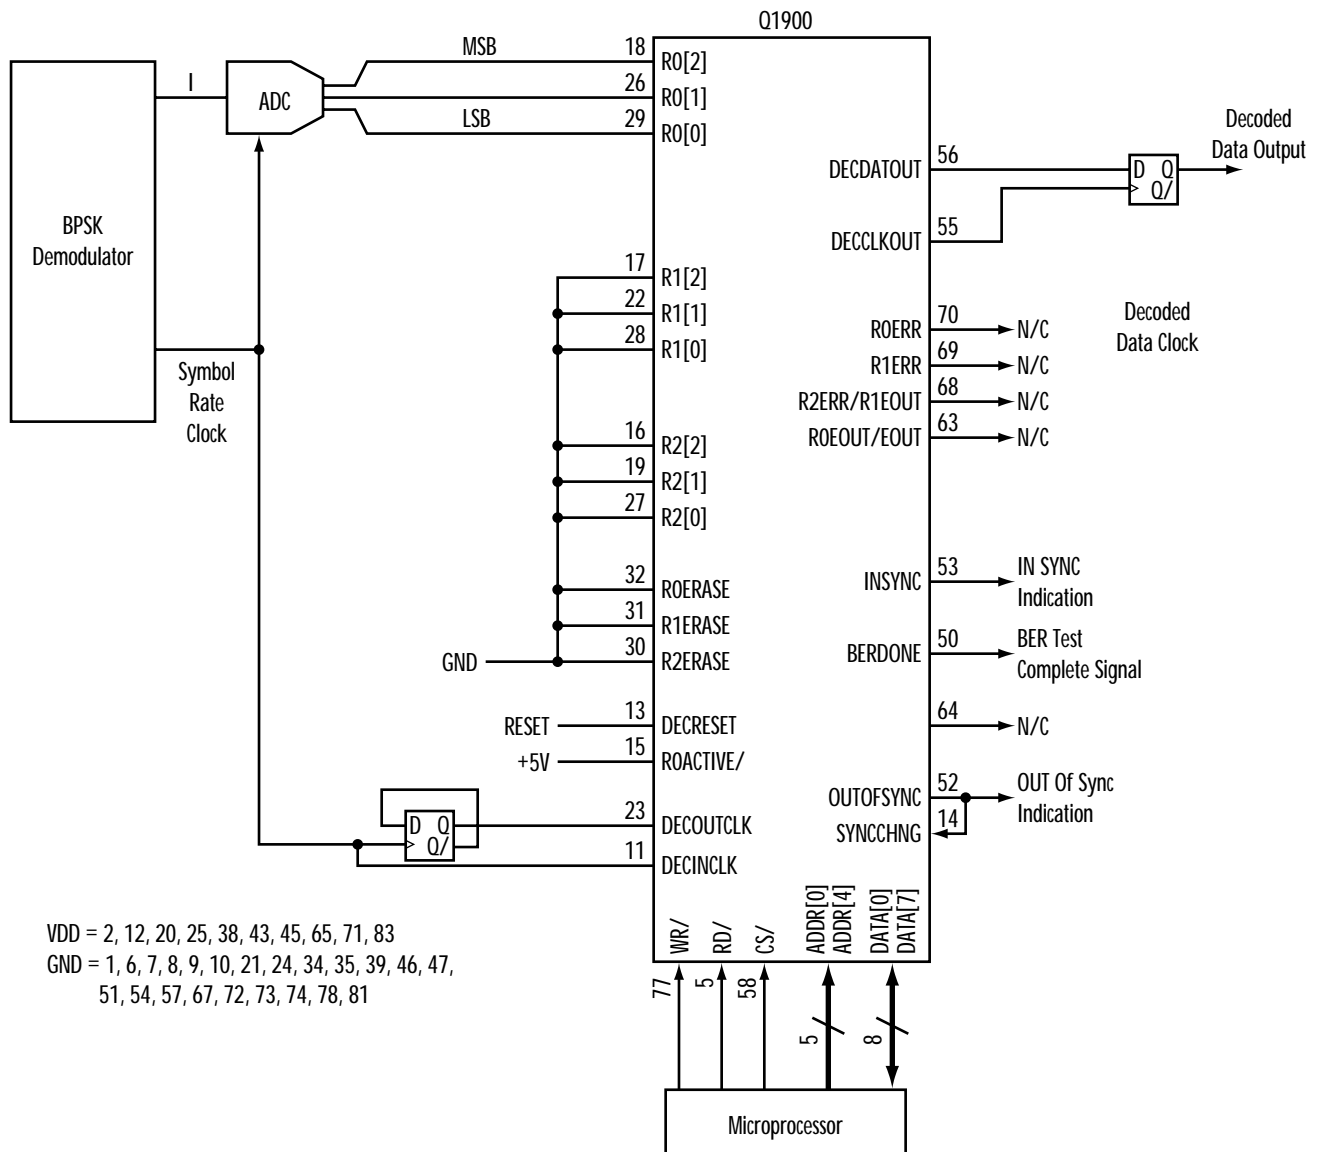 Q1900
MSB
18
R0[2]
I
ADC
26
R0[1]
LSB
29
R0[0]
BPSK
Demodulator
Symbol
Rate
Clock
17
R1[2]
22
R1[1]
28
R1[0]
16
R2[2]
19
R2[1]
27
R2[0]
32
R0ERASE
31
R1ERASE
GND
30
R2ERASE
RESET
13
DECRESET
+5V
15
ROACTIVE/
D Q
Q/
23
DECOUTCLK
11
DECINCLK
DECDATOUT
56
D Q
Q/
Decoded
Data Output
DECCLKOUT
55
Decoded
Data Clock
R0ERR
70
N/C
R1ERR
69
N/C
R2ERR/R1EOUT
68
N/C
R0EOUT/EOUT
63
N/C
INSYNC
53
IN SYNC
Indication
BERDONE
50
BER Test
Complete Signal
64
N/C
OUTOFSYNC
52
OUT Of Sync
Indication
SYNCCHNG
14
WR/
RD/
CS/
ADDR[0]
ADDR[4]
DATA[0]
DATA[7]
77
5
58
5
8
Microprocessor
VDD = 2, 12, 20, 25, 38, 43, 45, 65, 71, 83
GND = 1, 6, 7, 8, 9, 10, 21, 24, 34, 35, 39, 46, 47,
51, 54, 57, 67, 72, 73, 74, 78, 81